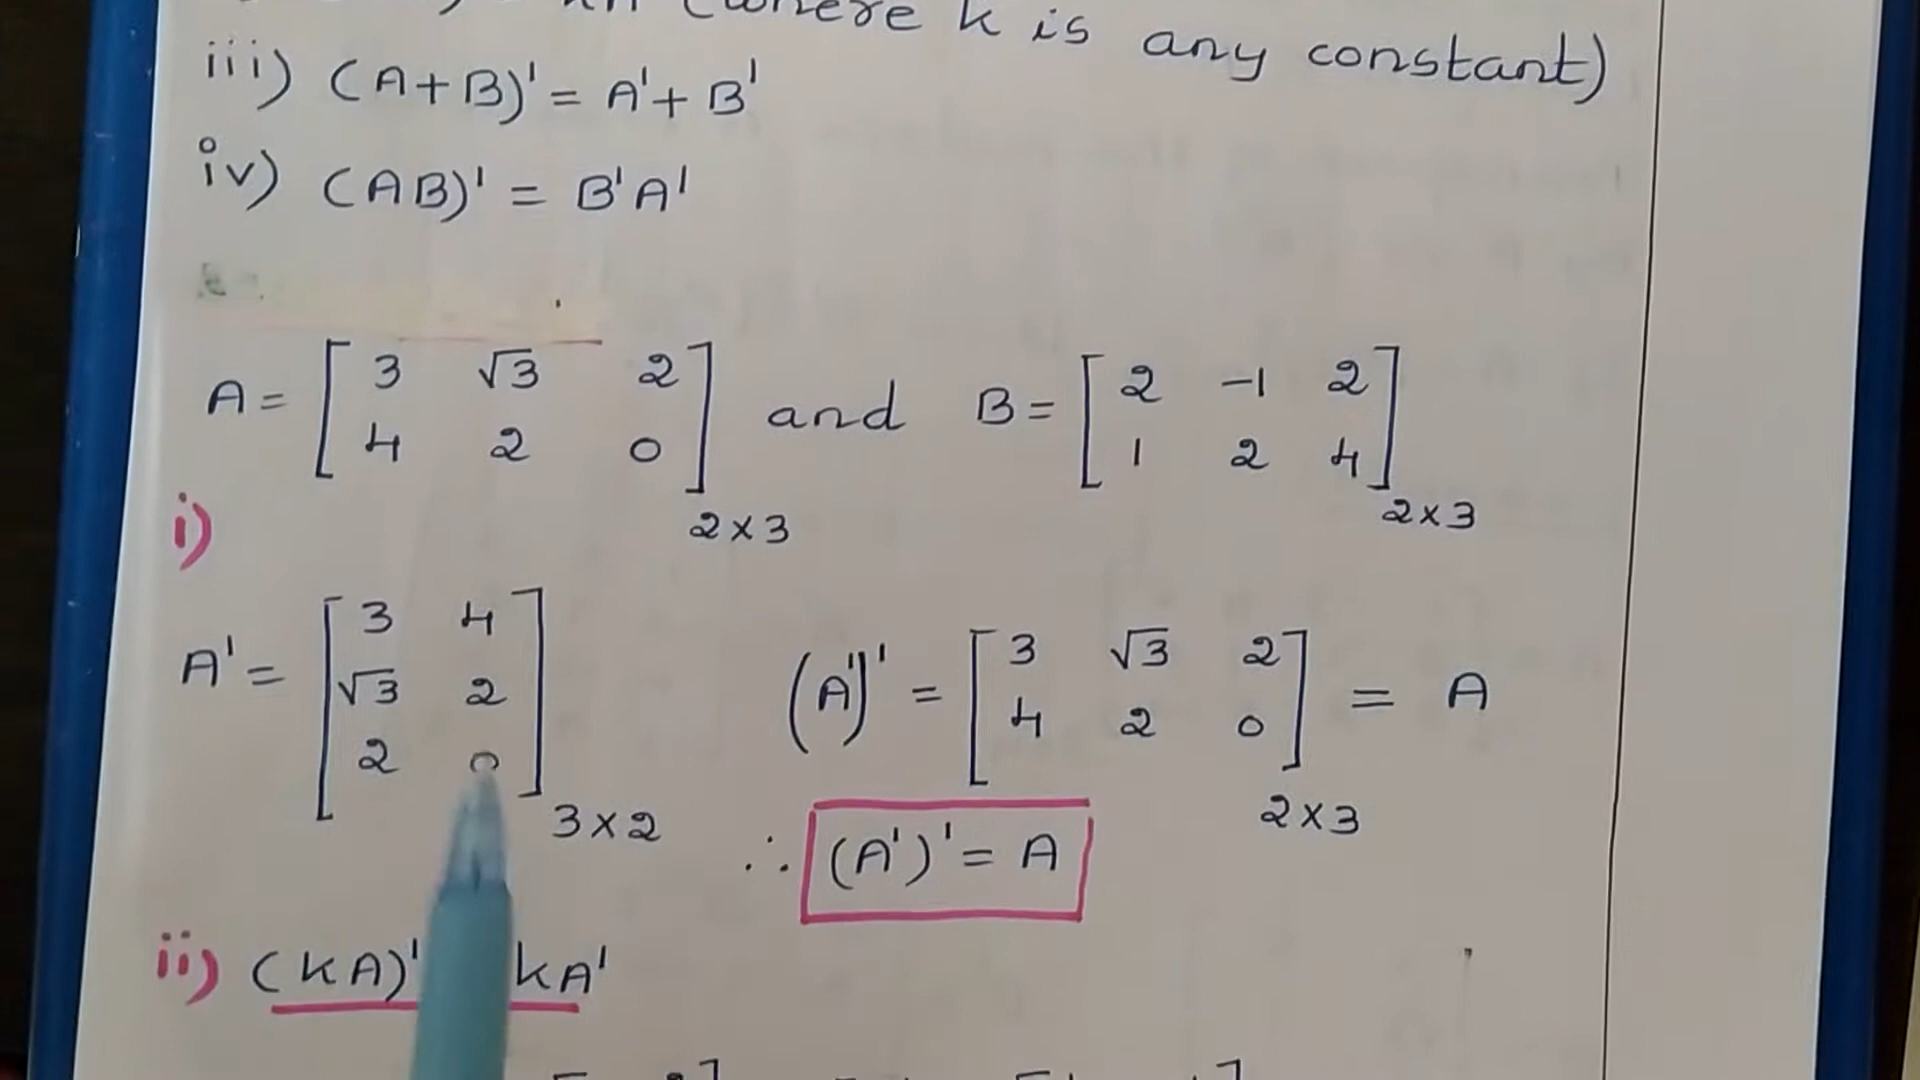 (where k is any constant)
iii) (A+B)' = A'+ B'
iv) (AB)' = B'A'
A = [ 3 √3 2
4 2 0 ] 2×3 and B = [ 2 -1 2
1 2 4 ] 2×3
i)
A' = [ 3 4
√3 2
2 0 ] 3×2
(A')' = [ 3 √3 2
4 2 0 ] 2×3 = A
∴ (A')' = A
ii) (KA)' KA'